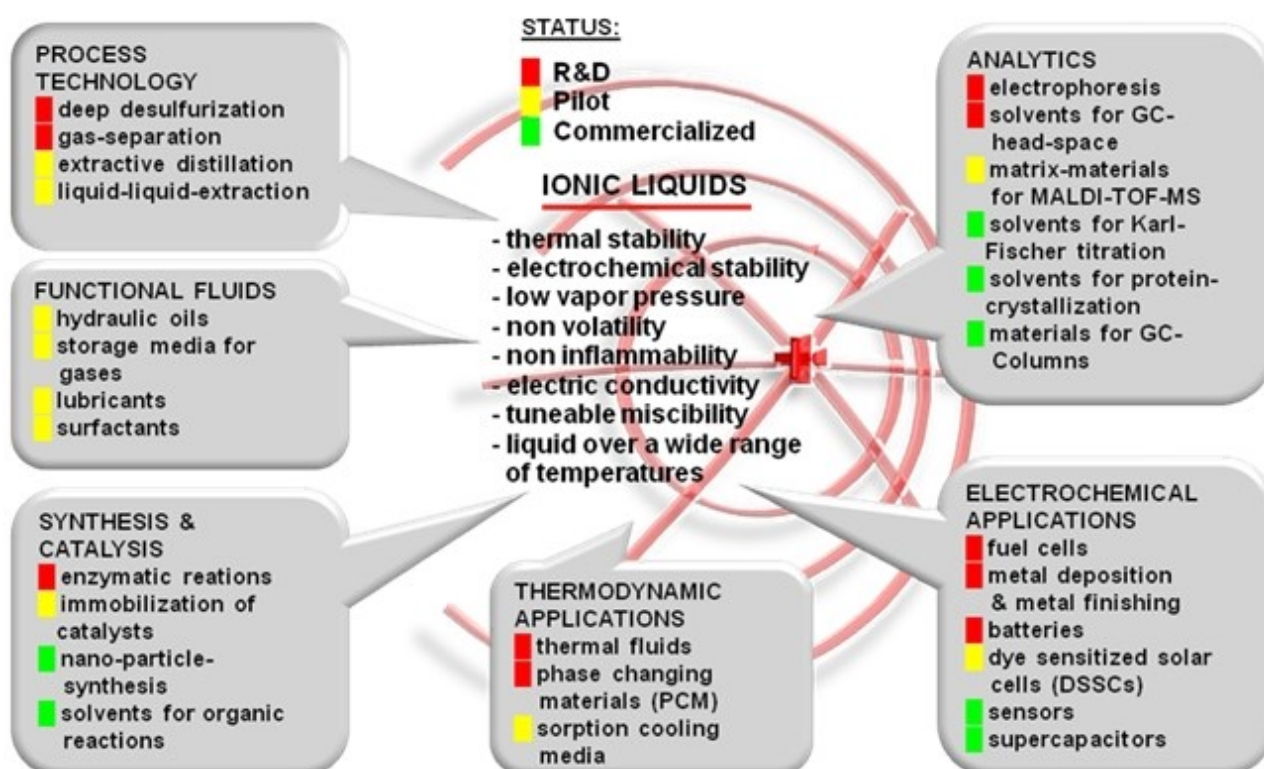 STATUS:
R&D
Pilot
Commercialized
PROCESS
TECHNOLOGY
deep desulfurization
gas-separation
extractive distillation
liquid-liquid-extraction
FUNCTIONAL FLUIDS
hydraulic oils
storage media for
gases
lubricants
surfactants
SYNTHESIS &
CATALYSIS
enzymatic reations
immobilization of
catalysts
nano-particle-
synthesis
solvents for organic
reactions
IONIC LIQUIDS
- thermal stability
- electrochemical stability
- low vapor pressure
- non volatility
- non inflammability
- electric conductivity
- tuneable miscibility
- liquid over a wide range
of temperatures
THERMODYNAMIC
APPLICATIONS
thermal fluids
phase changing
materials (PCM)
sorption cooling
media
ANALYTICS
electrophoresis
solvents for GC-
head-space
matrix-materials
for MALDI-TOF-MS
solvents for Karl-
Fischer titration
solvents for protein-
crystallization
materials for GC-
Columns
ELECTROCHEMICAL
APPLICATIONS
fuel cells
metal deposition
& metal finishing
batteries
dye sensitized solar
cells (DSSCs)
sensors
supercapacitors